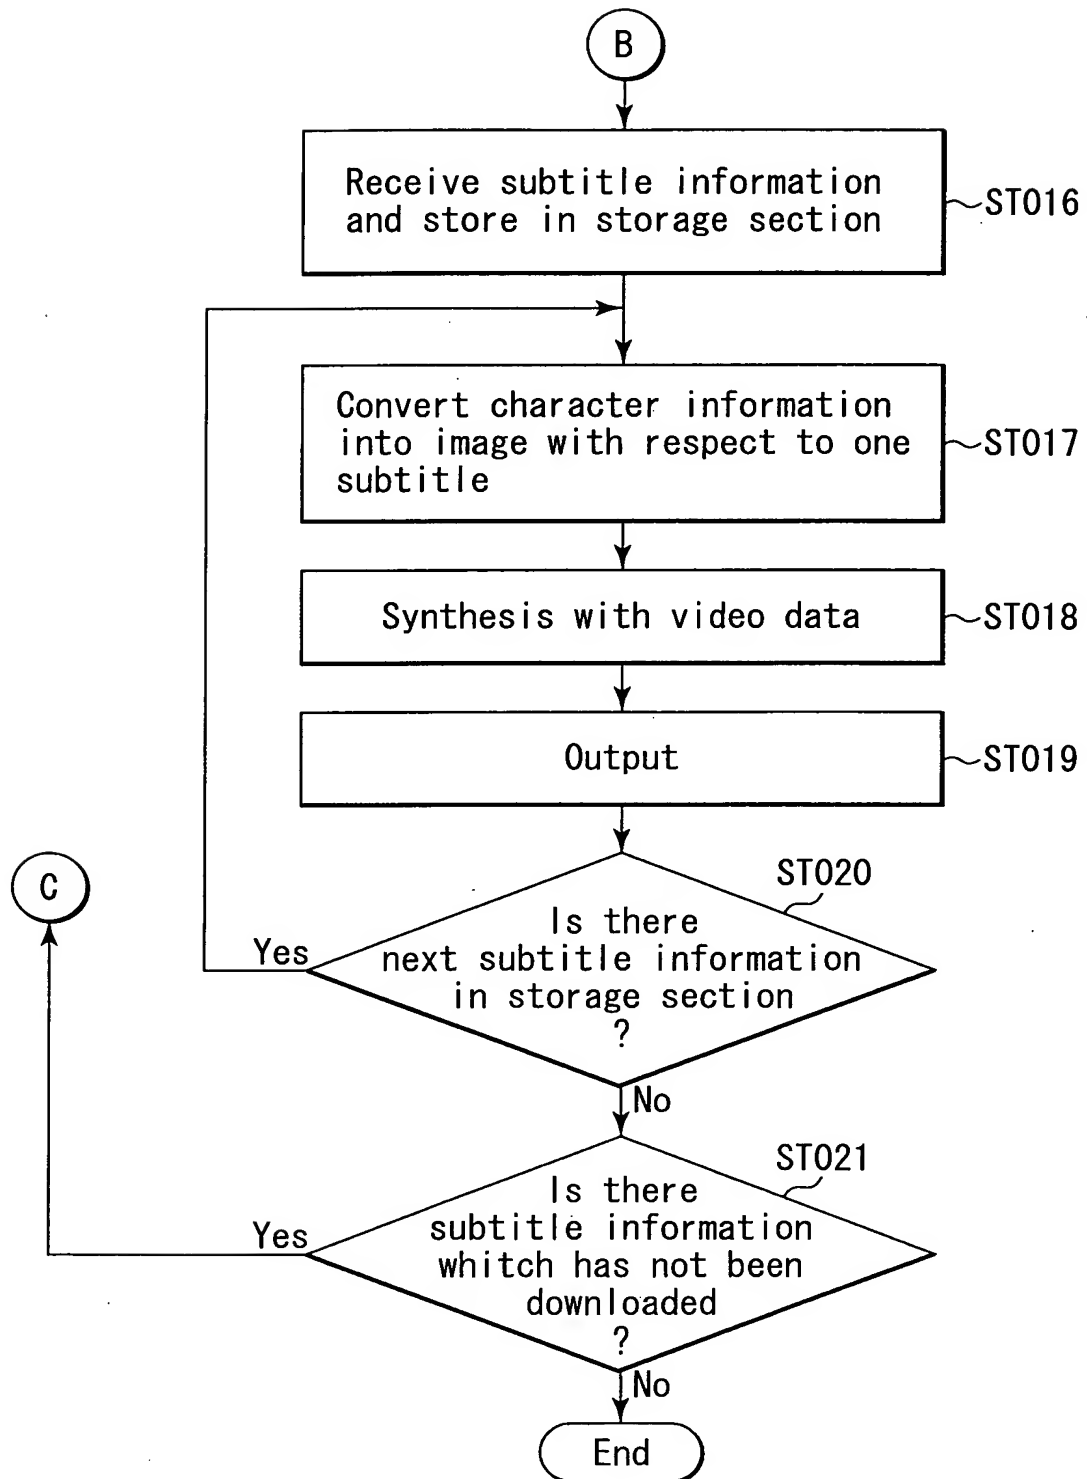 B
Receive subtitle information
and store in storage section
ST016
Convert character information
into image with respect to one
subtitle
ST017
Synthesis with video data
ST018
Output
ST019
C
ST020
Is there
next subtitle information
in storage section
?
Yes
No
ST021
Is there
subtitle information
whitch has not been
downloaded
?
Yes
No
End